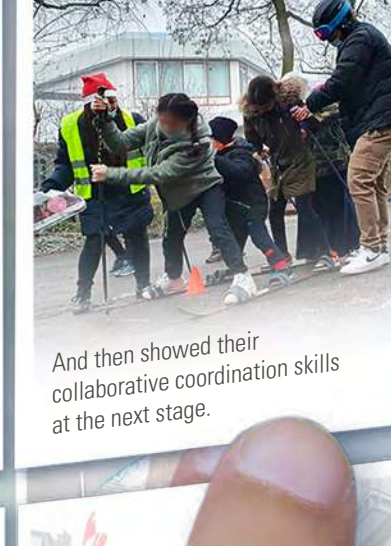 And then showed their
collaborative coordination skills
at the next stage.